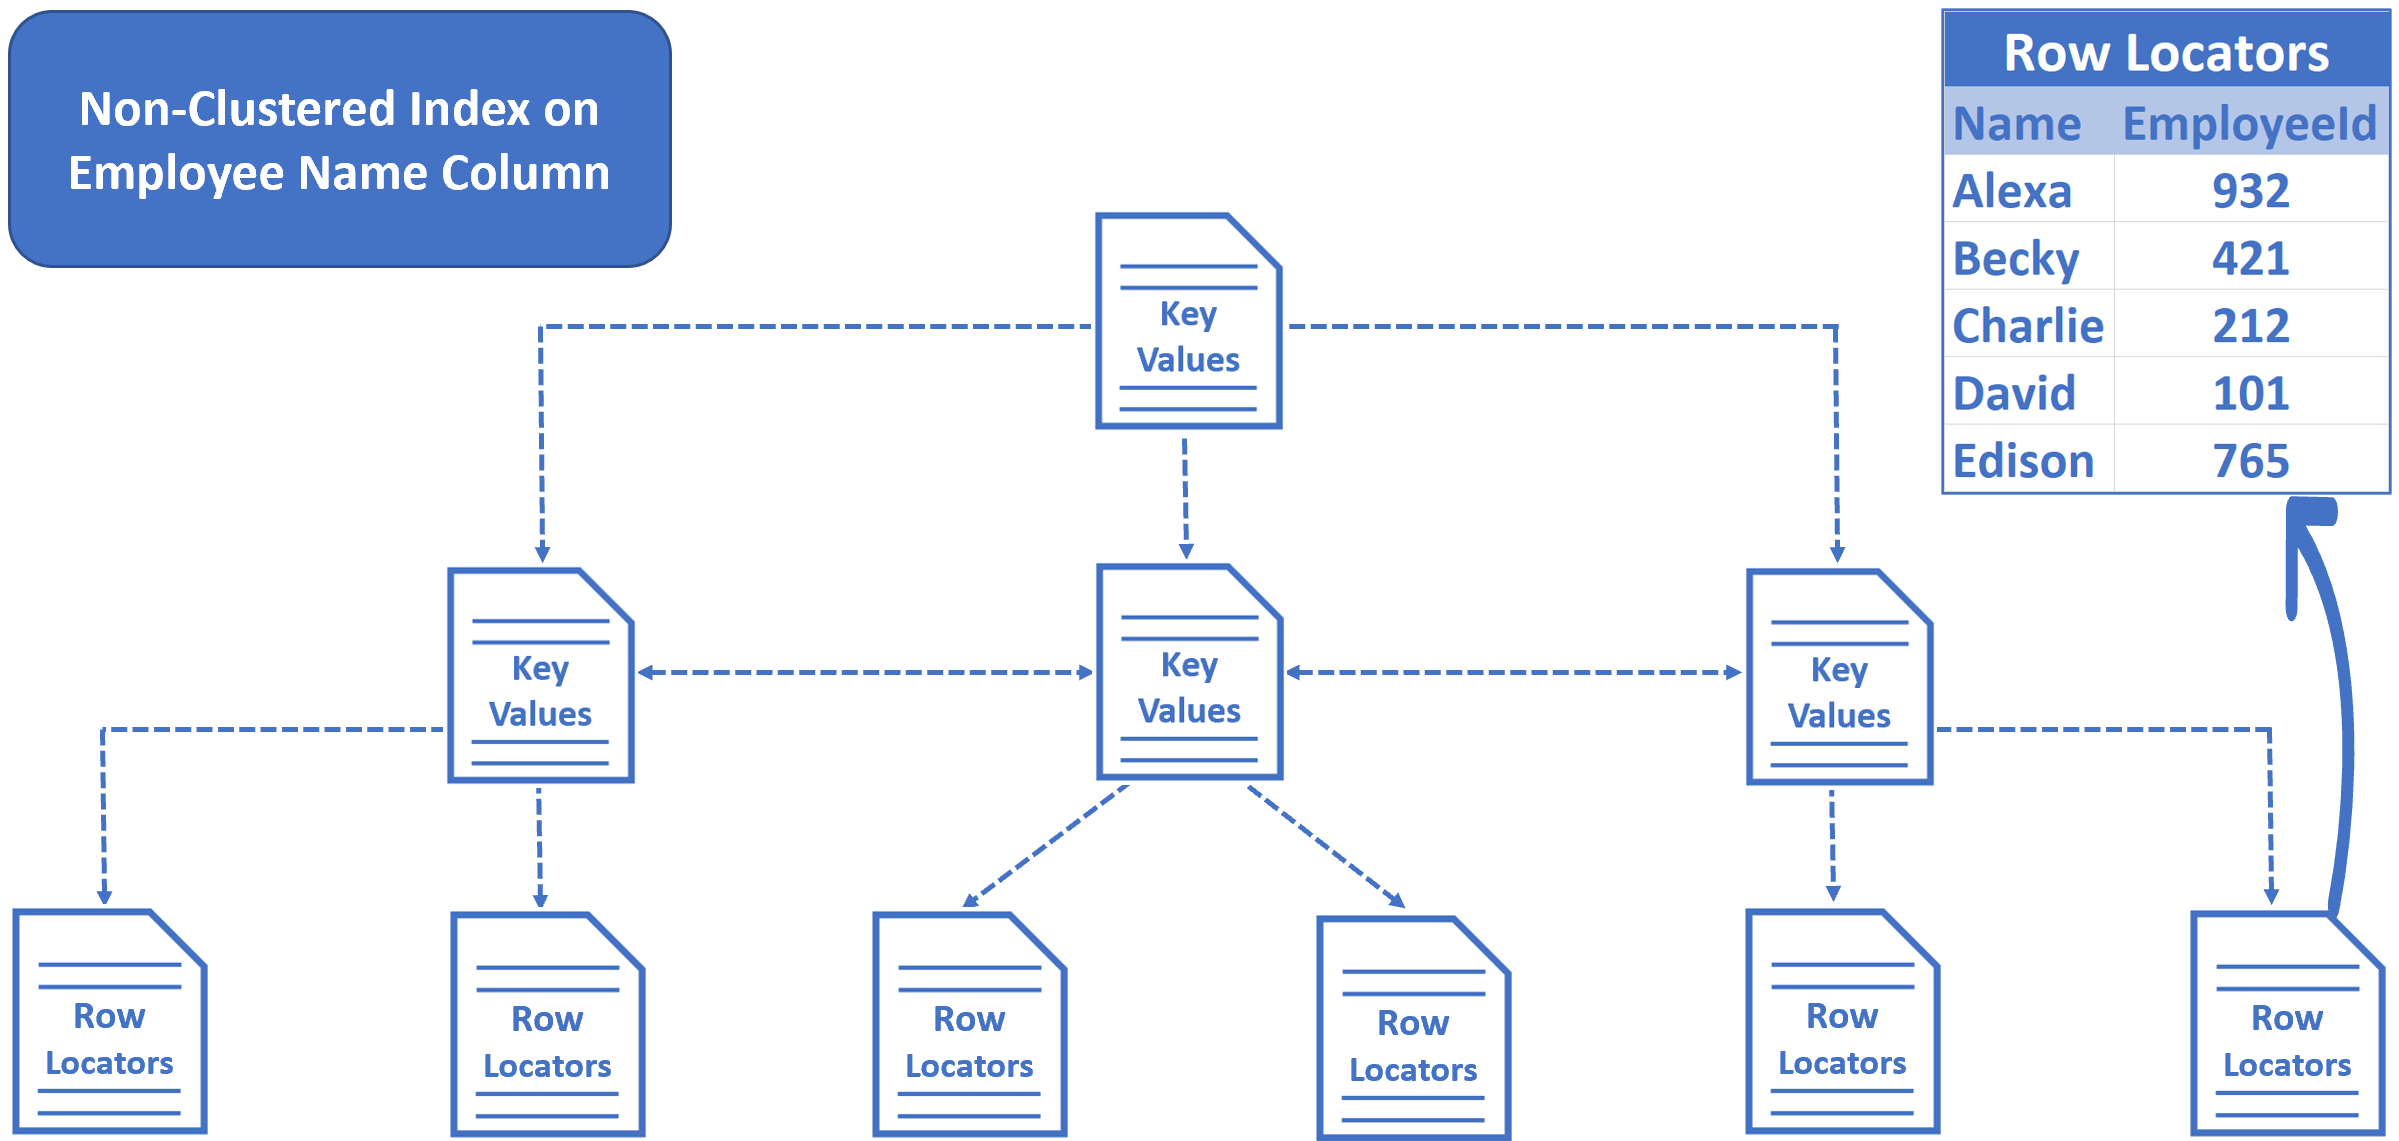 Non-Clustered Index on
Employee Name Column
Row Locators
Name EmployeeId
Alexa 932
Becky 421
Charlie 212
David 101
Edison 765
Key
Values
Key
Values
Key
Values
Key
Values
Row
Locators
Row
Locators
Row
Locators
Row
Locators
Row
Locators
Row
Locators